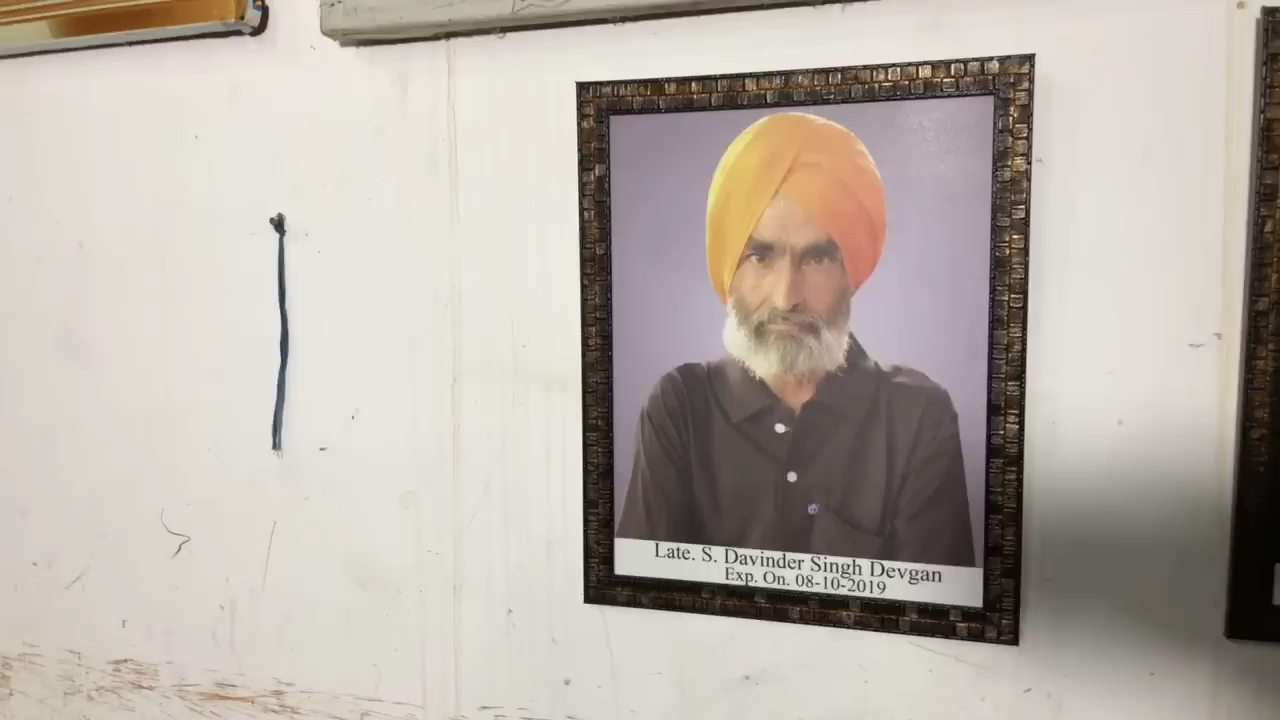 Late. S. Davinder Singh Devgan
Exp. On. 08-10-2019